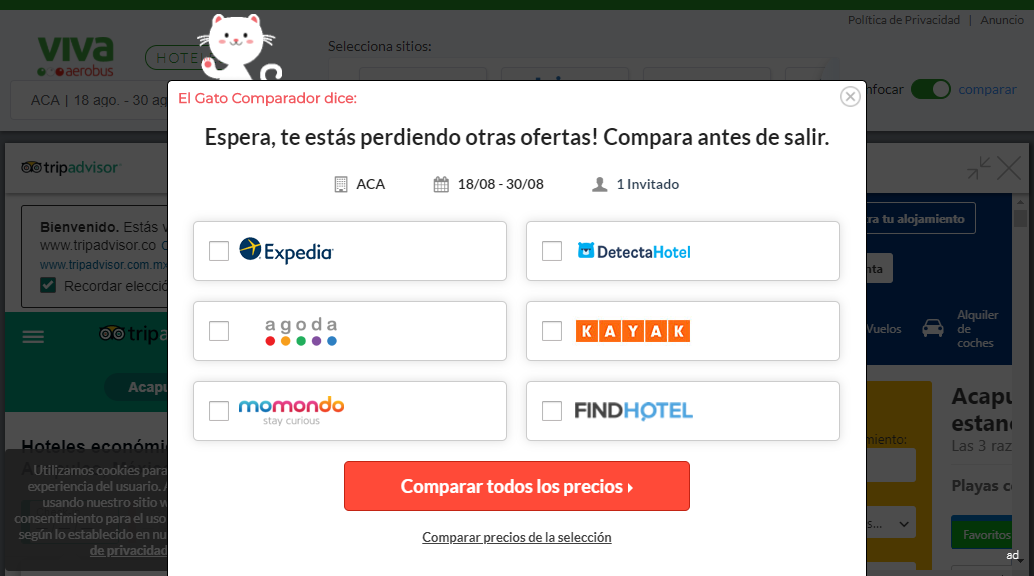 Política de Privacidad | Anuncio
viva
aerobus
HOTEL
Selecciona sitios:
ACA | 18 ago. - 30 ag
nfocar
comparar
El Gato Comparador dice:
Espera, te estás perdiendo otras ofertas! Compara antes de salir.
ACA
18/08 - 30/08
1 Invitado
Expedia
DetectaHotel
agoda
KAYAK
momondo
stay curious
FINDHOTEL
Comparar todos los precios
Comparar precios de la selección
tripadvisor
Bienvenido. Estás v
www.tripadvisor.co
www.tripadvisor.com.mx
Recordar elecció
tripa
Acapu
Hoteles económi
Utilizamos cookies para
experiencia del usuario. A
usando nuestro sitio w
consentimiento para el uso
según lo establecido en nu
de privacidad
tra tu alojamiento
nta
Vuelos
Alquiler
de
coches
miento:
s...
Acapu
estanc
Las 3 raz
Playas c
Favoritos
ad